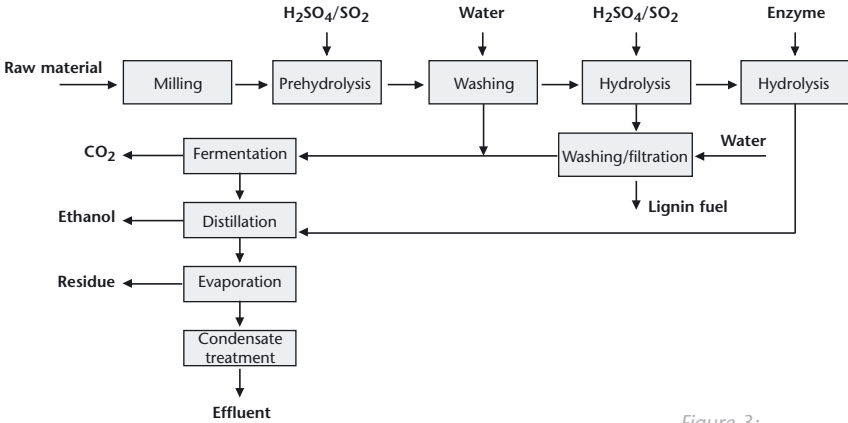 H2SO4/SO2
Water
H2SO4/SO2
Enzyme
Raw material
Milling
Prehydrolysis
Washing
Hydrolysis
Hydrolysis
CO2
Fermentation
Washing/filtration
Water
Ethanol
Distillation
Lignin fuel
Residue
Evaporation
Condensate
treatment
Effluent
Figure 3: